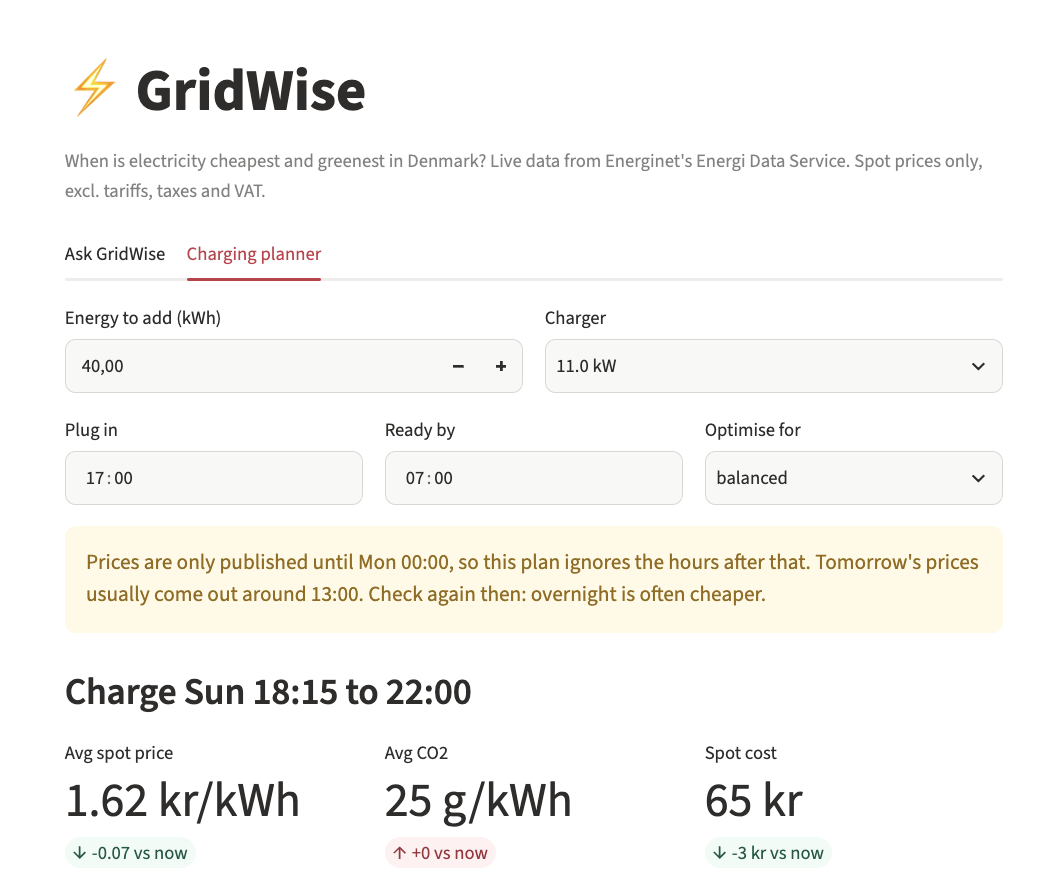 ⚡ GridWise
When is electricity cheapest and greenest in Denmark? Live data from Energinet's Energi Data Service. Spot prices only,
excl. tariffs, taxes and VAT.
Ask GridWise Charging planner
Energy to add (kWh) Charger
40,00 − + 11.0 kW
Plug in Ready by Optimise for
17:00 07:00 balanced
Prices are only published until Mon 00:00, so this plan ignores the hours after that. Tomorrow's prices
usually come out around 13:00. Check again then: overnight is often cheaper.
Charge Sun 18:15 to 22:00
Avg spot price Avg CO2 Spot cost
1.62 kr/kWh 25 g/kWh 65 kr
↓ -0.07 vs now ↑ +0 vs now ↓ -3 kr vs now